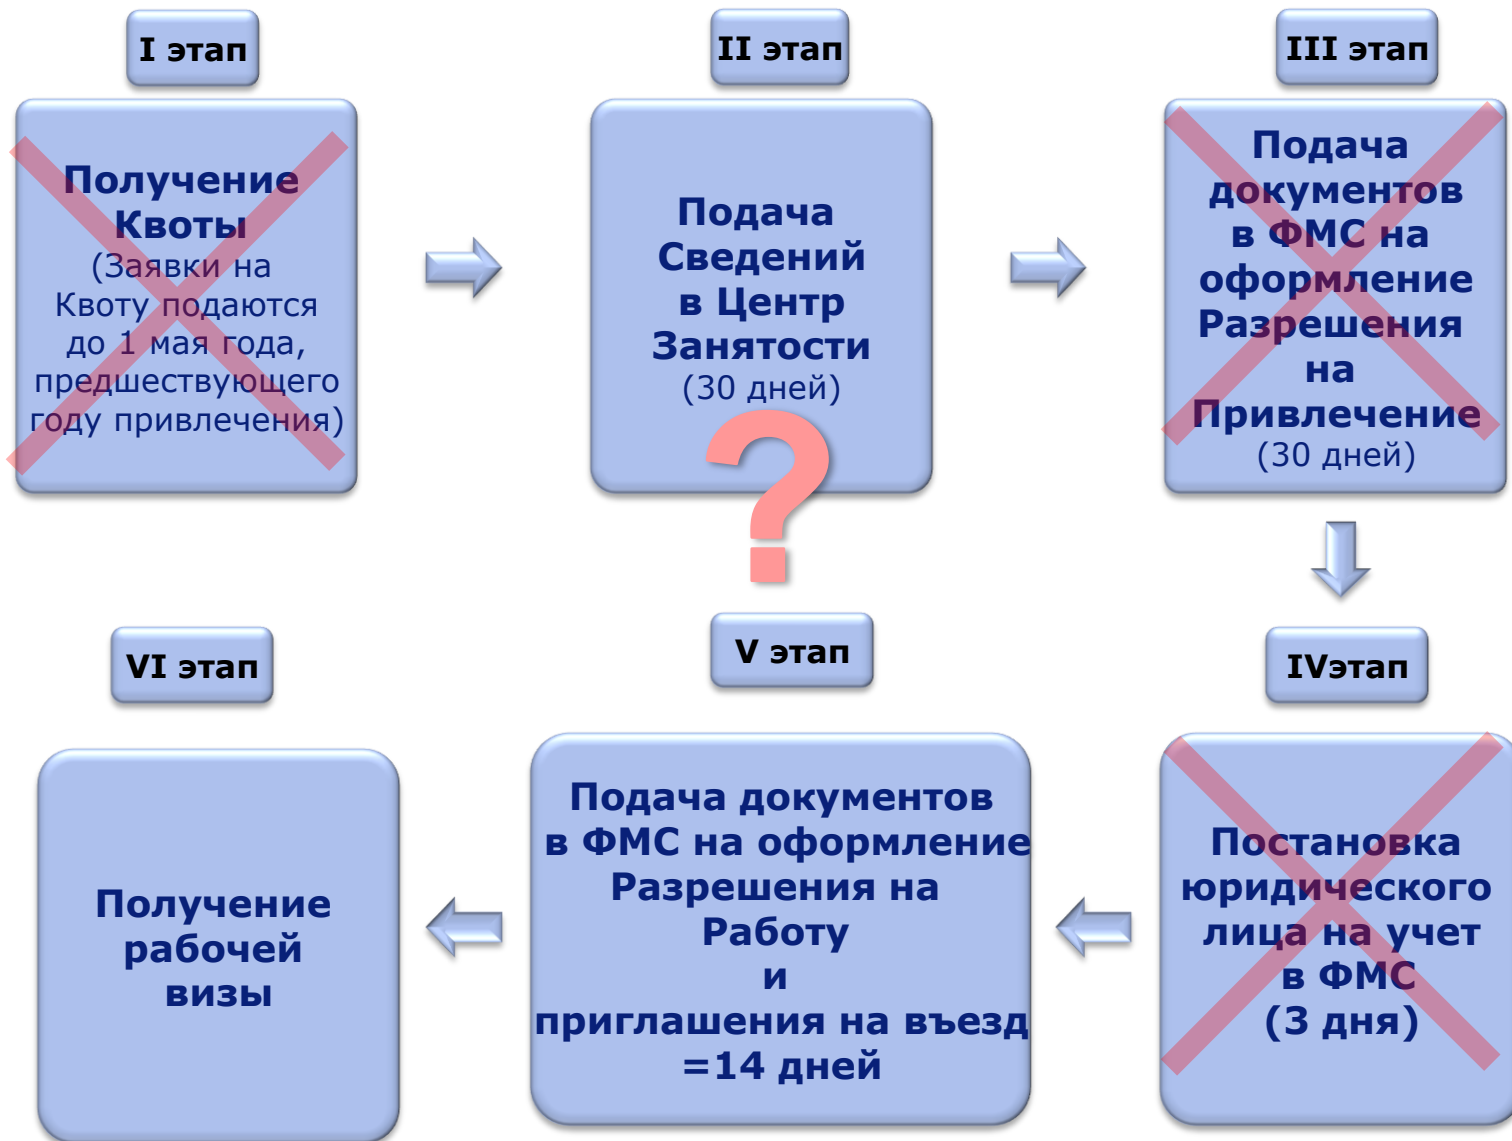 I этап
Получение
Квоты
(Заявки на
Квоту подаются
до 1 мая года,
предшествующего
году привлечения)
II этап
Подача
Сведений
в Центр
Занятости
(30 дней)
?
III этап
Подача
документов
в ФМС на
оформление
Разрешения
на
Привлечение
(30 дней)
IVэтап
Постановка
юридического
лица на учет
в ФМС
(3 дня)
V этап
Подача документов
в ФМС на оформление
Разрешения на
Работу
и
приглашения на въезд
=14 дней
VI этап
Получение
рабочей
визы